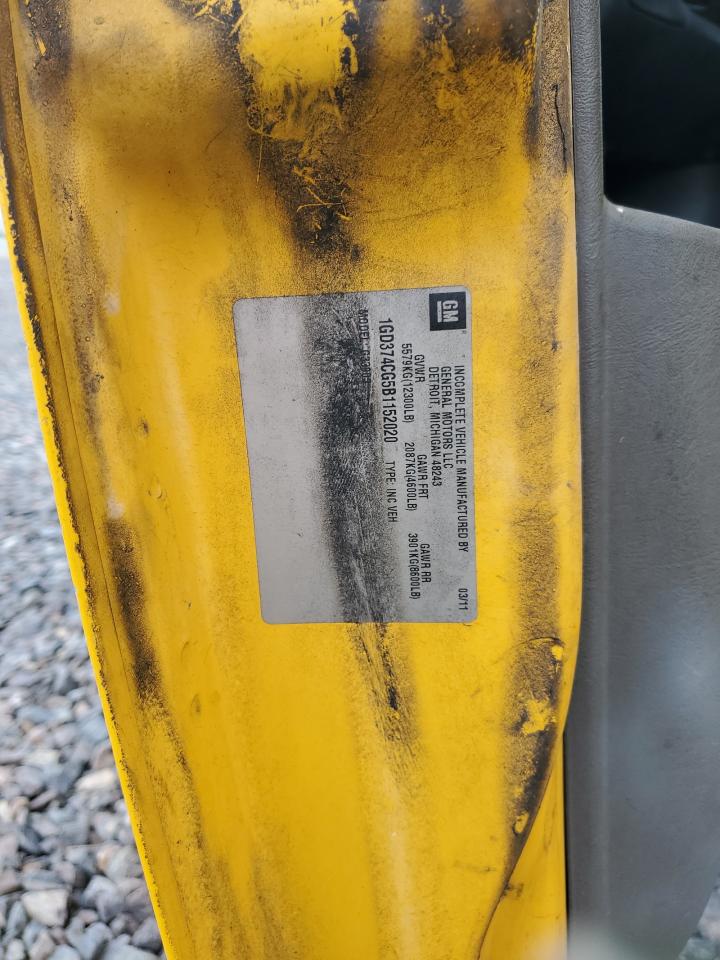 GM
INCOMPLETE VEHICLE MANUFACTURED BY
GENERAL MOTORS LLC
DETROIT, MICHIGAN 48243
03/11
GVWR GAWR FRT GAWR RR
5579KG(12300LB) 2087KG(4600LB) 3901KG(8600LB)
1GD374CG5B1152020 TYPE: INC VEH
MODEL: